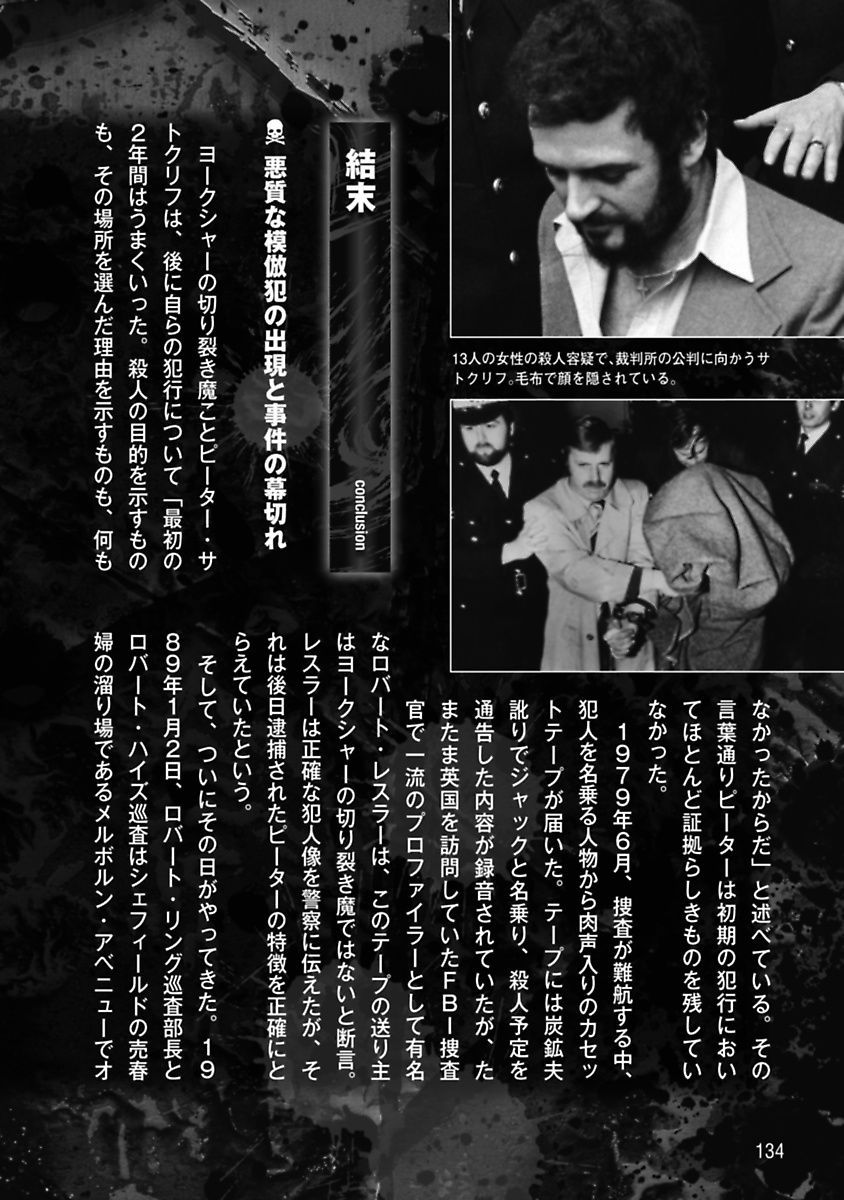 13人の女性の殺人容疑で、裁判所の公判に向かうサ
トクリフ。毛布で顔を隠されている。
結末
conclusion
悪質な模倣犯の出現と事件の幕切れ
ヨークシャーの切り裂き魔ことピーター・サ
トクリフは、後に自らの犯行について「最初の
2年間はうまくいった。殺人の目的を示すもの
も、その場所を選んだ理由を示すものも、何も
なかったからだ」と述べている。その
言葉通りピーターは初期の犯行におい
てほとんど証拠らしきものを残してい
なかった。
1979年6月、捜査が難航する中、
犯人を名乗る人物から肉声入りのカセッ
トテープが届いた。テープには炭鉱夫
訛りでジャックと名乗り、殺人予定を
通告した内容が録音されていたが、た
またま英国を訪問していたFBI捜査
官で一流のプロファイラーとして有名
なロバート・レスラーは、このテープの送り主
はヨークシャーの切り裂き魔ではないと断言。
レスラーは正確な犯人像を警察に伝えたが、そ
れは後日逮捕されたピーターの特徴を正確にと
らえていたという。
そして、ついにその日がやってきた。19
89年1月2日、ロバート・リング巡査部長と
ロバート・ハイズ巡査はシェフィールドの売春
婦の溜り場であるメルボルン・アベニューでオ
134